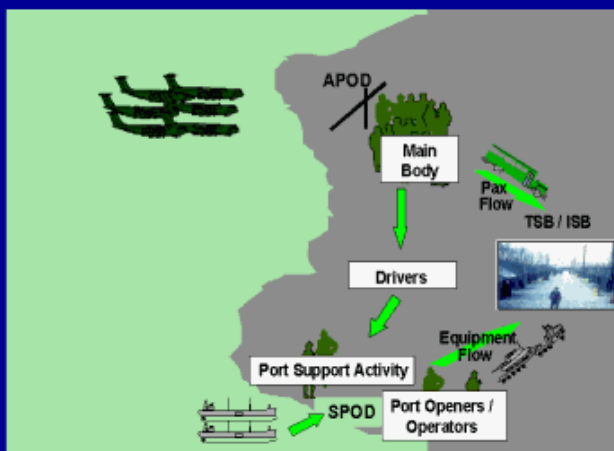 APOD
Main
Body
Pax
Flow
TSB / ISB
Drivers
Equipment
Flow
Port Support Activity
SPOD
Port Openers /
Operators